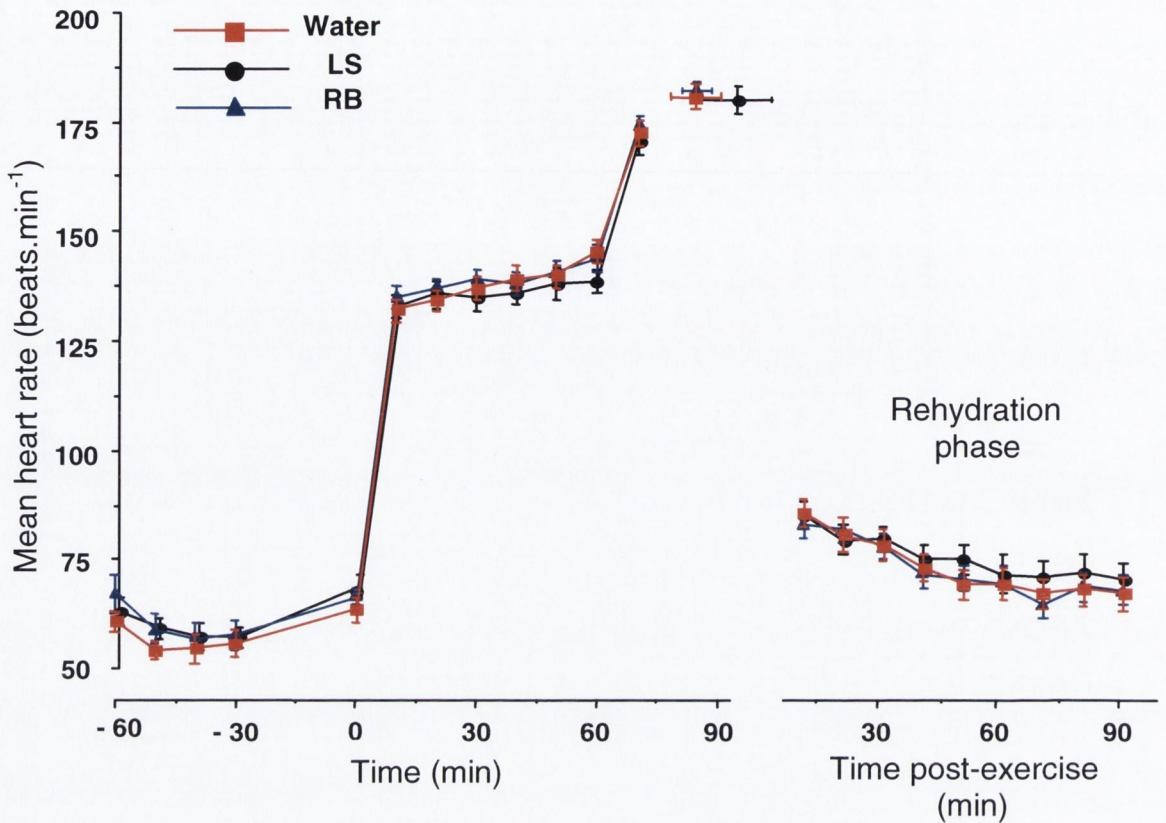 Water
LS
RB
Mean heart rate (beats.min-1)
200
175
150
125
100
75
50
-60
-30
0
30
60
90
Time (min)
Rehydration
phase
30
60
90
Time post-exercise
(min)